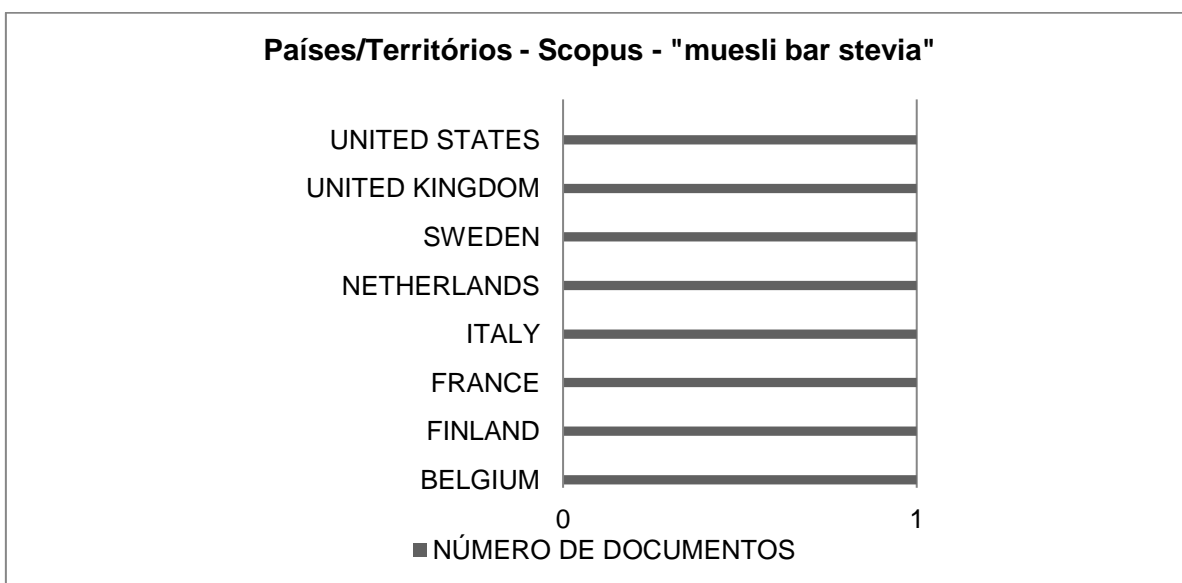 Países/Territórios - Scopus - "muesli bar stevia"
UNITED STATES
UNITED KINGDOM
SWEDEN
NETHERLANDS
ITALY
FRANCE
FINLAND
BELGIUM
0 1
NÚMERO DE DOCUMENTOS